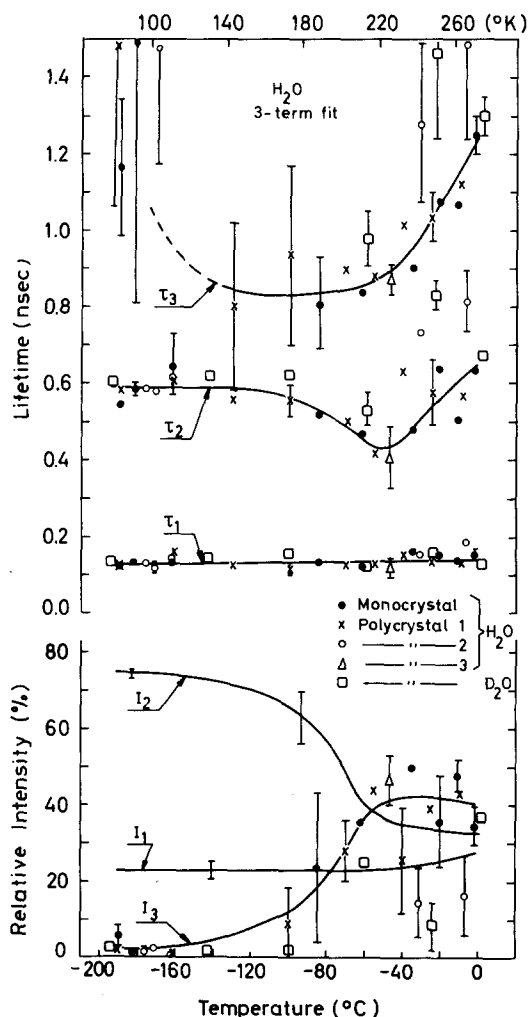 100 140 180 220 260 (°K)
H₂O
3-term fit
Lifetime (nsec)
1.4
1.2
1.0
0.8
0.6
0.4
0.2
0.0
τ₃
τ₂
τ₁
● Monocrystal
× Polycrystal 1
○ —"— 2
△ —"— 3
H₂O
□ —"— D₂O
Relative Intensity (%)
80
60
40
20
0
I₂
I₁
I₃
-200 -160 -120 -80 -40 0
Temperature (°C)